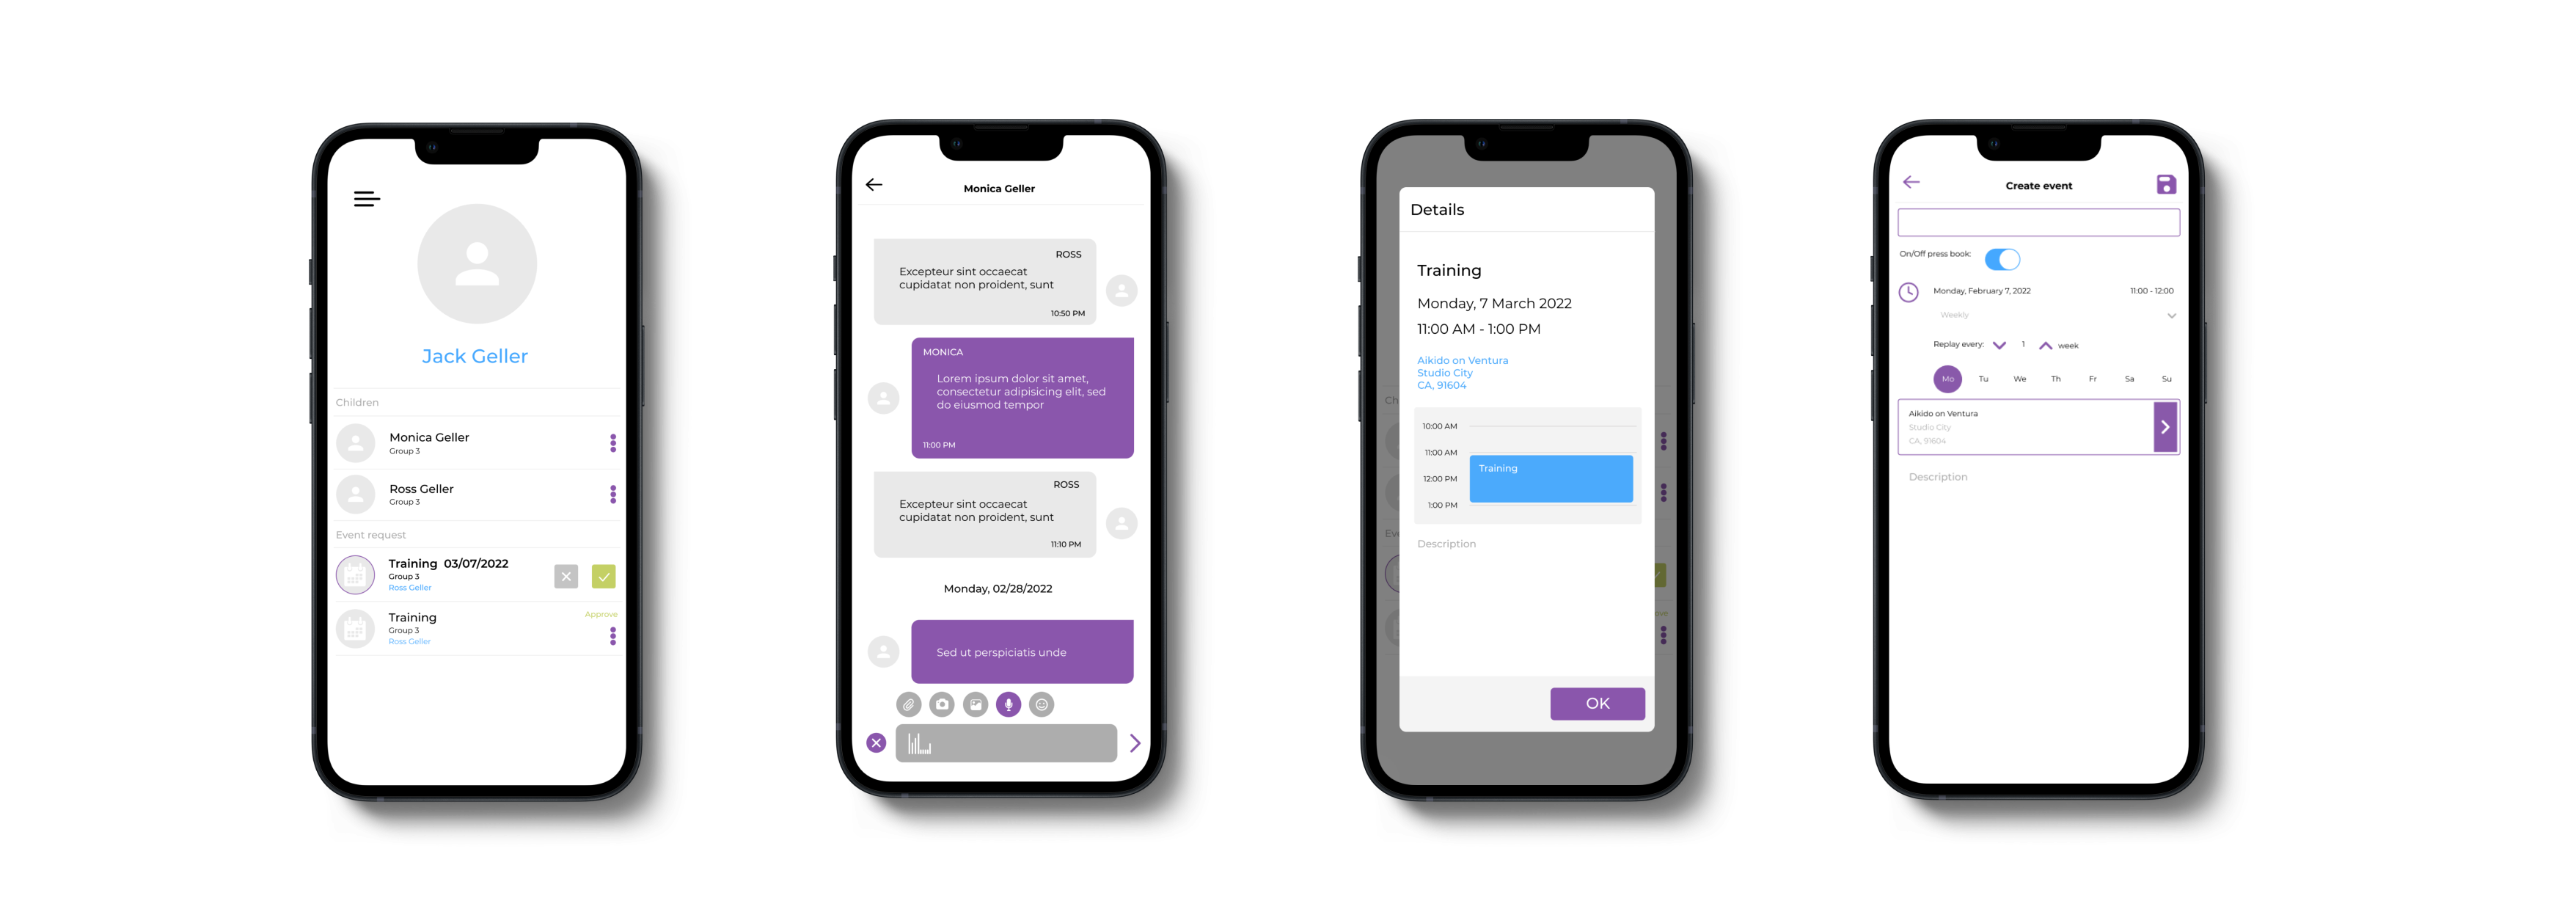 Jack Geller
Children
Monica Geller
Group 3
Ross Geller
Group 3
Event request
Training 03/07/2022
Group 3
Ross Geller
Training
Approve
Group 3
Ross Geller
Monica Geller
ROSS
Excepteur sint occaecat
cupidatat non proident, sunt
10:50 PM
MONICA
Lorem ipsum dolor sit amet,
consectetur adipisicing elit, sed
do eiusmod tempor
11:00 PM
ROSS
Excepteur sint occaecat
cupidatat non proident, sunt
11:10 PM
Monday, 02/28/2022
Sed ut perspiciatis unde
Details
Training
Monday, 7 March 2022
11:00 AM - 1:00 PM
Aikido on Ventura
Studio City
CA, 91604
10:00 AM
11:00 AM
Training
12:00 PM
1:00 PM
Description
OK
Ch
Eve
ove
Create event
On/Off press book:
Monday, February 7, 2022 11:00 - 12:00
Weekly
Replay every: 1 week
Mo Tu We Th Fr Sa Su
Aikido on Ventura
Studio City
CA, 91604
Description